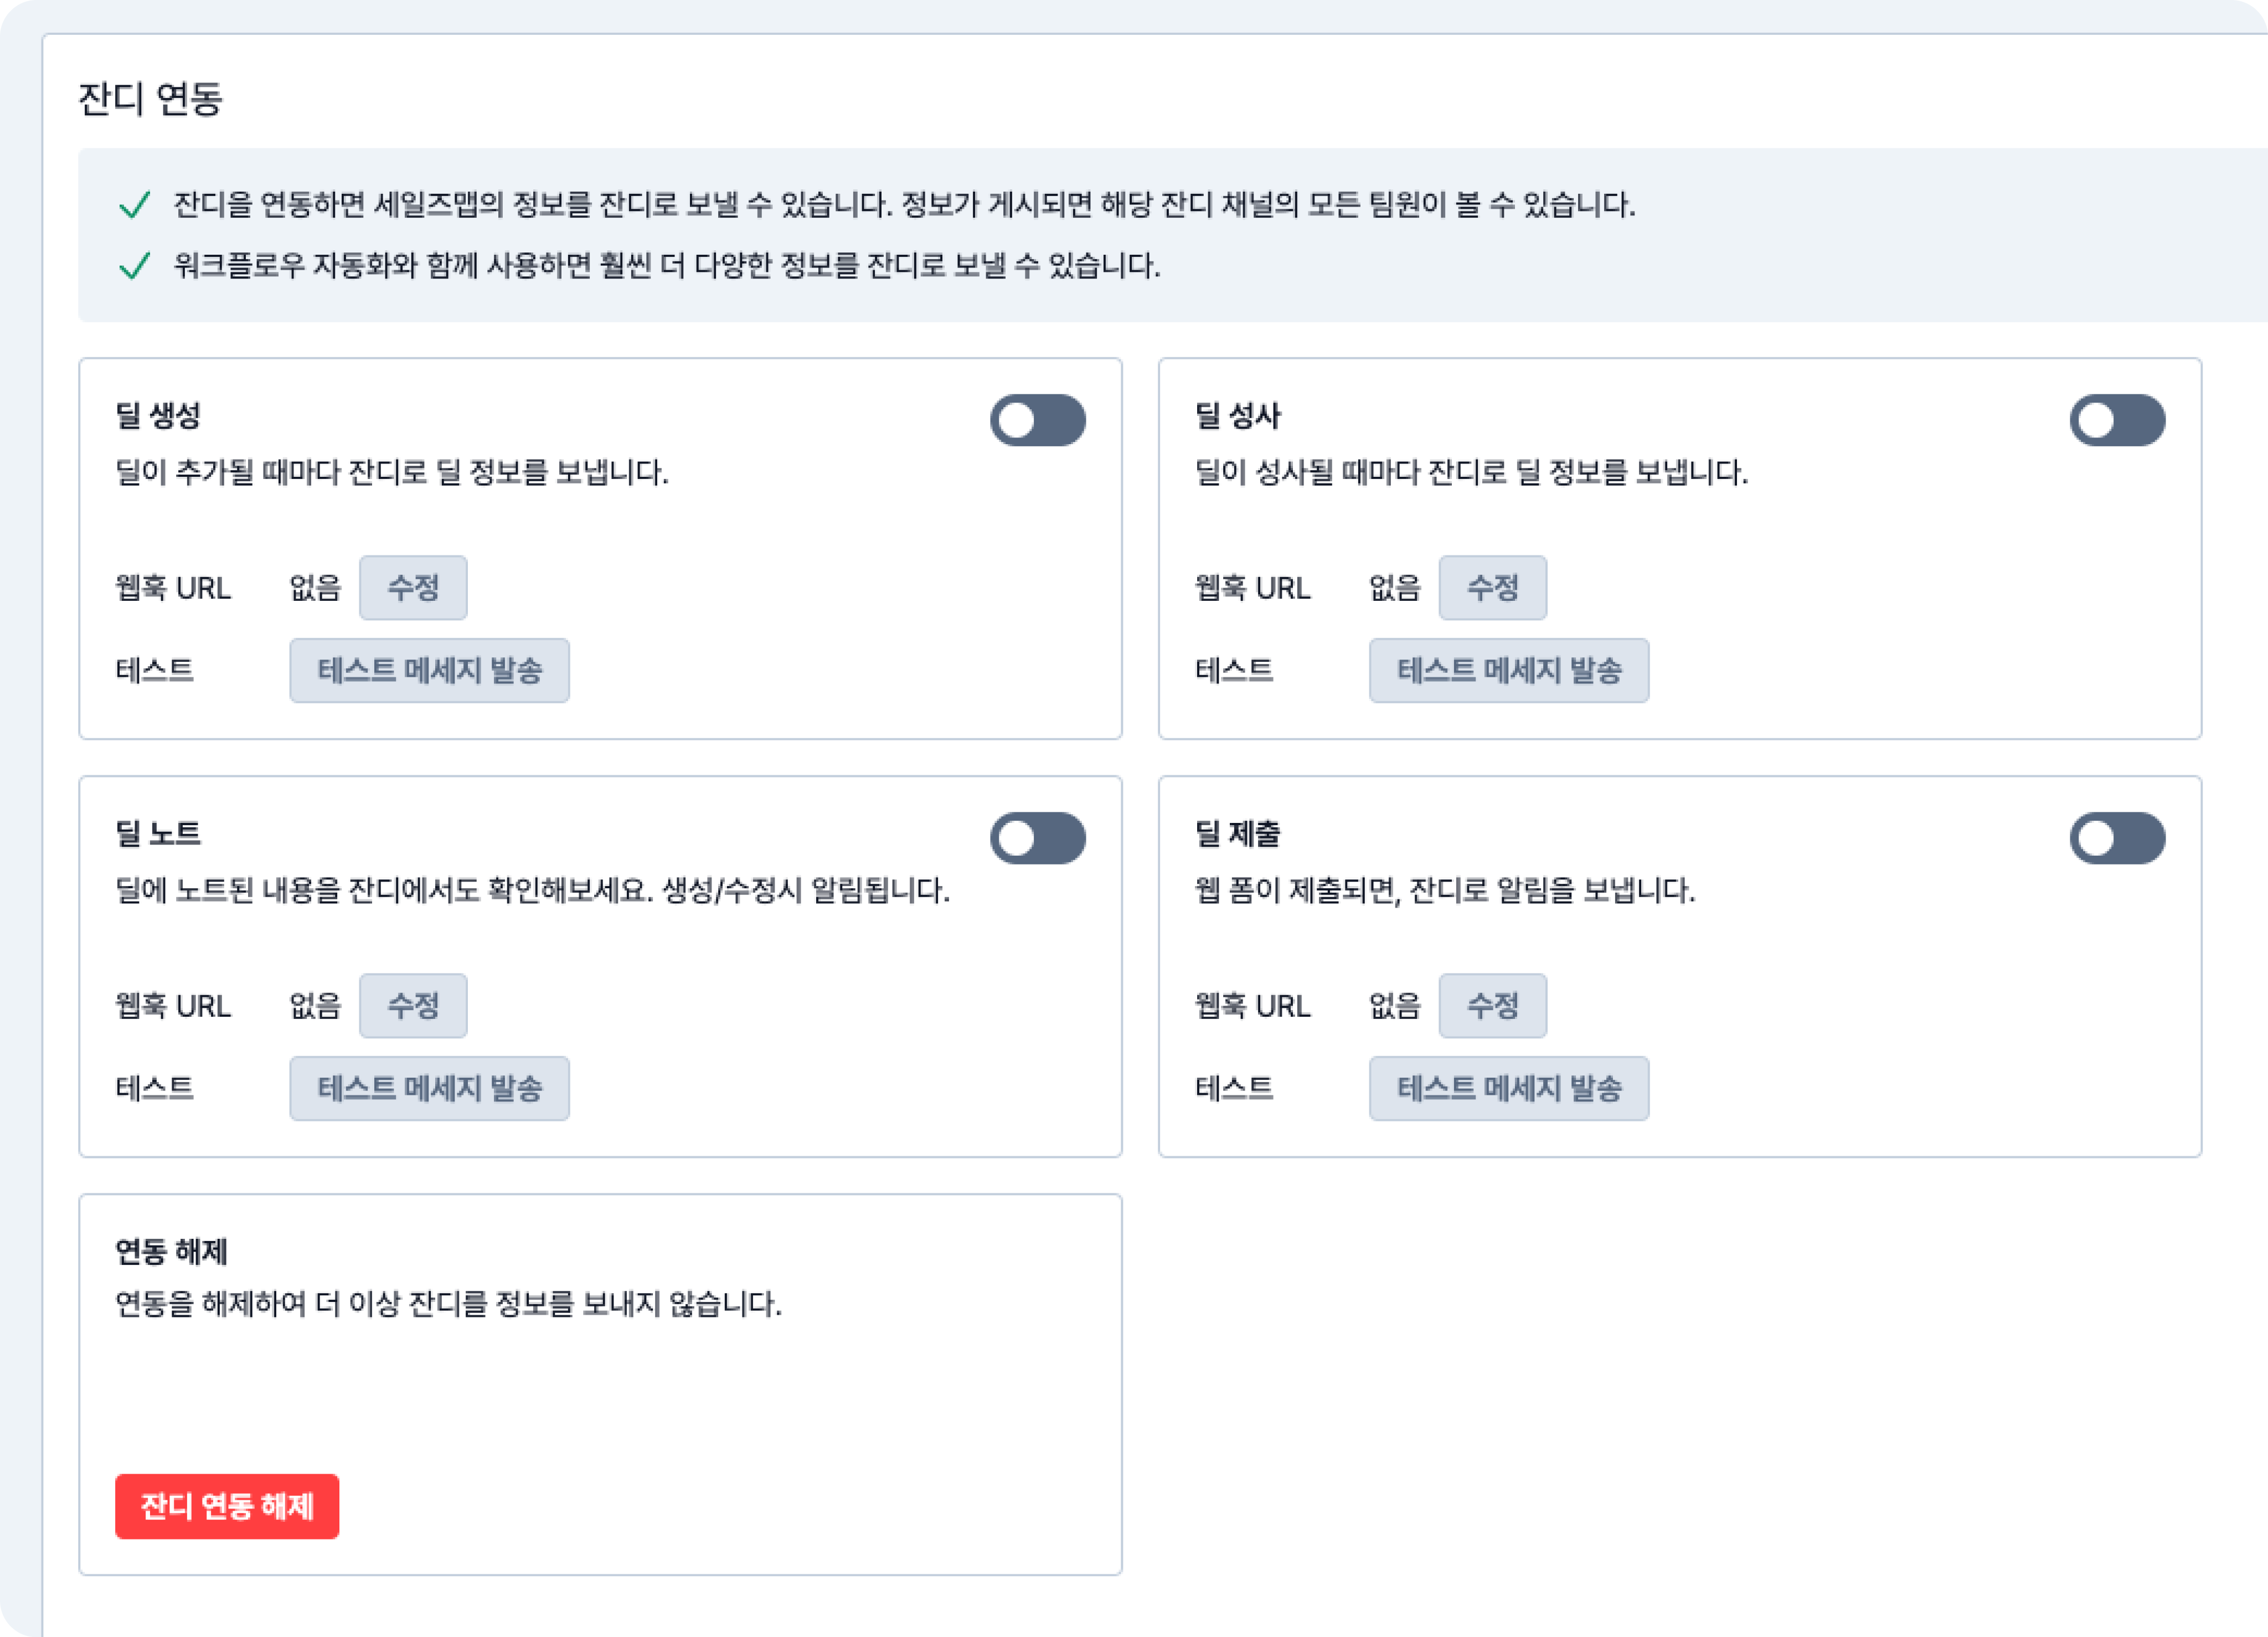 잔디 연동
잔디을 연동하면 세일즈맵의 정보를 잔디로 보낼 수 있습니다. 정보가 게시되면 해당 잔디 채널의 모든 팀원이 볼 수 있습니다.
워크플로우 자동화와 함께 사용하면 훨씬 더 다양한 정보를 잔디로 보낼 수 있습니다.
딜 생성
딜이 추가될 때마다 잔디로 딜 정보를 보냅니다.
웹훅 URL 없음 수정
테스트 테스트 메세지 발송
딜 성사
딜이 성사될 때마다 잔디로 딜 정보를 보냅니다.
웹훅 URL 없음 수정
테스트 테스트 메세지 발송
딜 노트
딜에 노트된 내용을 잔디에서도 확인해보세요. 생성/수정시 알림됩니다.
웹훅 URL 없음 수정
테스트 테스트 메세지 발송
딜 제출
웹 폼이 제출되면, 잔디로 알림을 보냅니다.
웹훅 URL 없음 수정
테스트 테스트 메세지 발송
연동 해제
연동을 해제하여 더 이상 잔디를 정보를 보내지 않습니다.
잔디 연동 해제